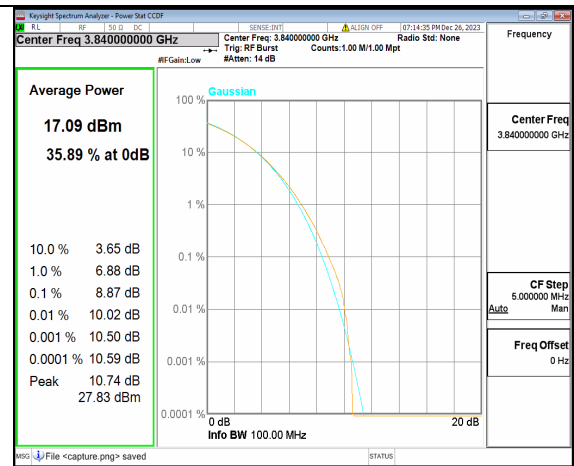 Keysight Spectrum Analyzer - Power Stat CCDF
RL RF 50 Ω DC SENSE:INT ALIGN OFF 07:14:35 PM Dec 26, 2023
Center Freq 3.840000000 GHz
Center Freq: 3.840000000 GHz Radio Std: None
Trig: RF Burst Counts:1.00 M/1.00 Mpt
#IFGain:Low #Atten: 14 dB
Frequency
Average Power
17.09 dBm
35.89 % at 0dB
10.0 % 3.65 dB
1.0 % 6.88 dB
0.1 % 8.87 dB
0.01 % 10.02 dB
0.001 % 10.50 dB
0.0001 % 10.59 dB
Peak 10.74 dB
27.83 dBm
Gaussian
100 %
10 %
1 %
0.1 %
0.01 %
0.001 %
0.0001 %
0 dB 20 dB
Info BW 100.00 MHz
Center Freq
3.840000000 GHz
CF Step
5.000000 MHz
Auto Man
Freq Offset
0 Hz
MSG File <capture.png> saved STATUS